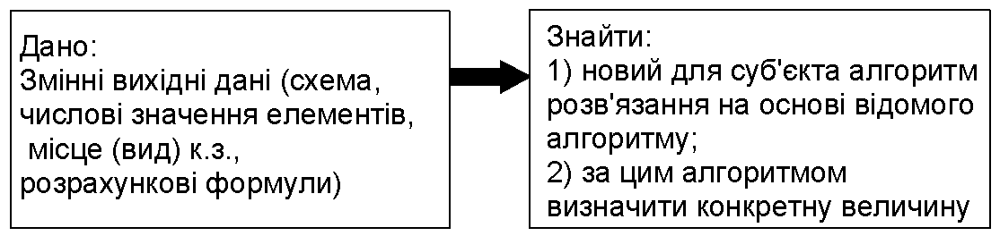 Дано:
Змінні вихідні дані (схема,
числові значення елементів,
місце (вид) к.з.,
розрахункові формули)
Знайти:
1) новий для суб'єкта алгоритм
розв'язання на основі відомого
алгоритму;
2) за цим алгоритмом
визначити конкретну величину